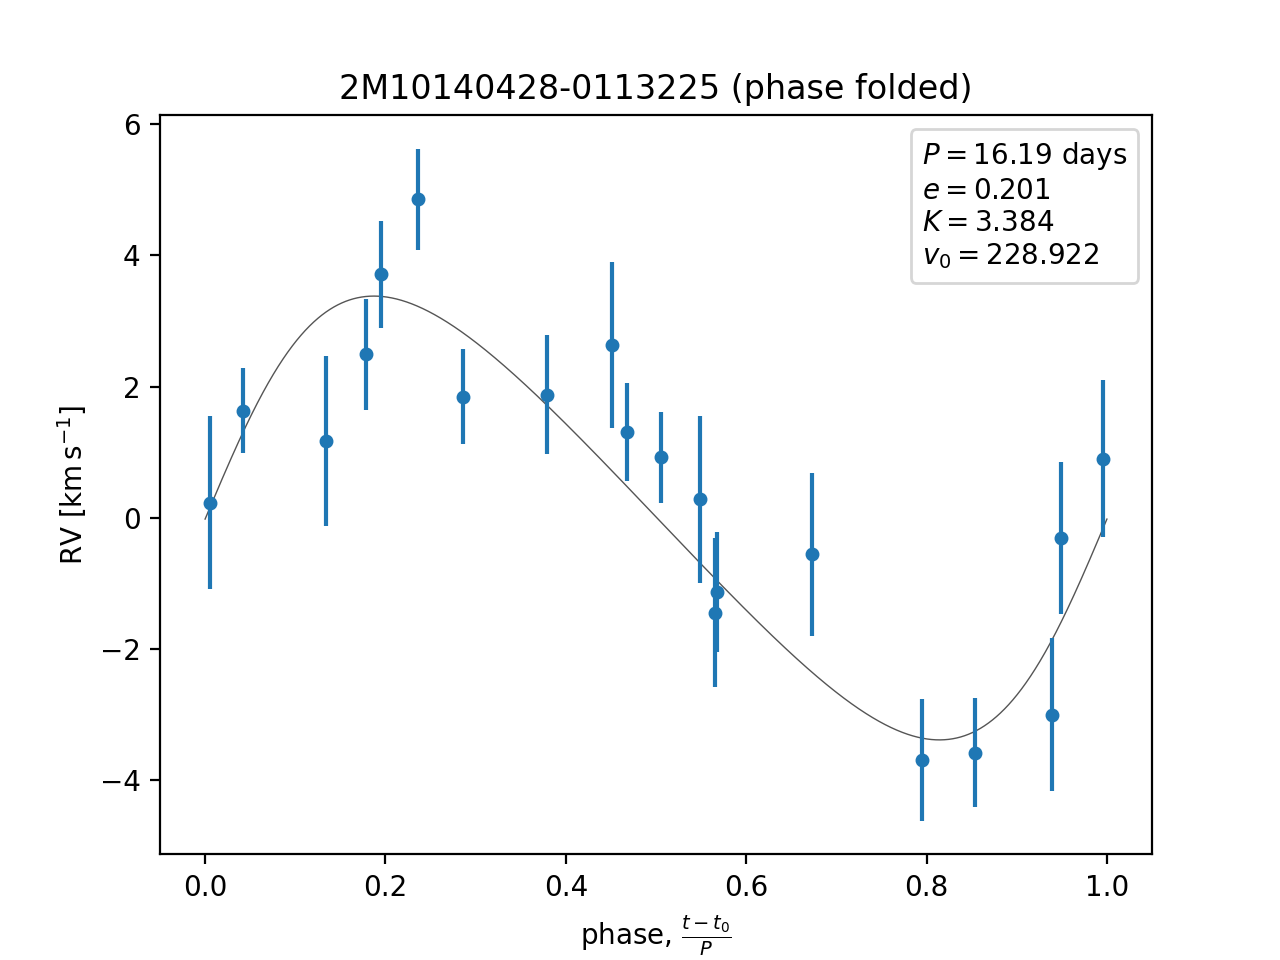 2M10140428-0113225 (phase folded)
P = 16.19 days
e = 0.201
K = 3.384
v₀ = 228.922
6
4
2
0
−2
−4
RV [km s⁻¹]
0.0 0.2 0.4 0.6 0.8 1.0
phase, (t − t₀)/P